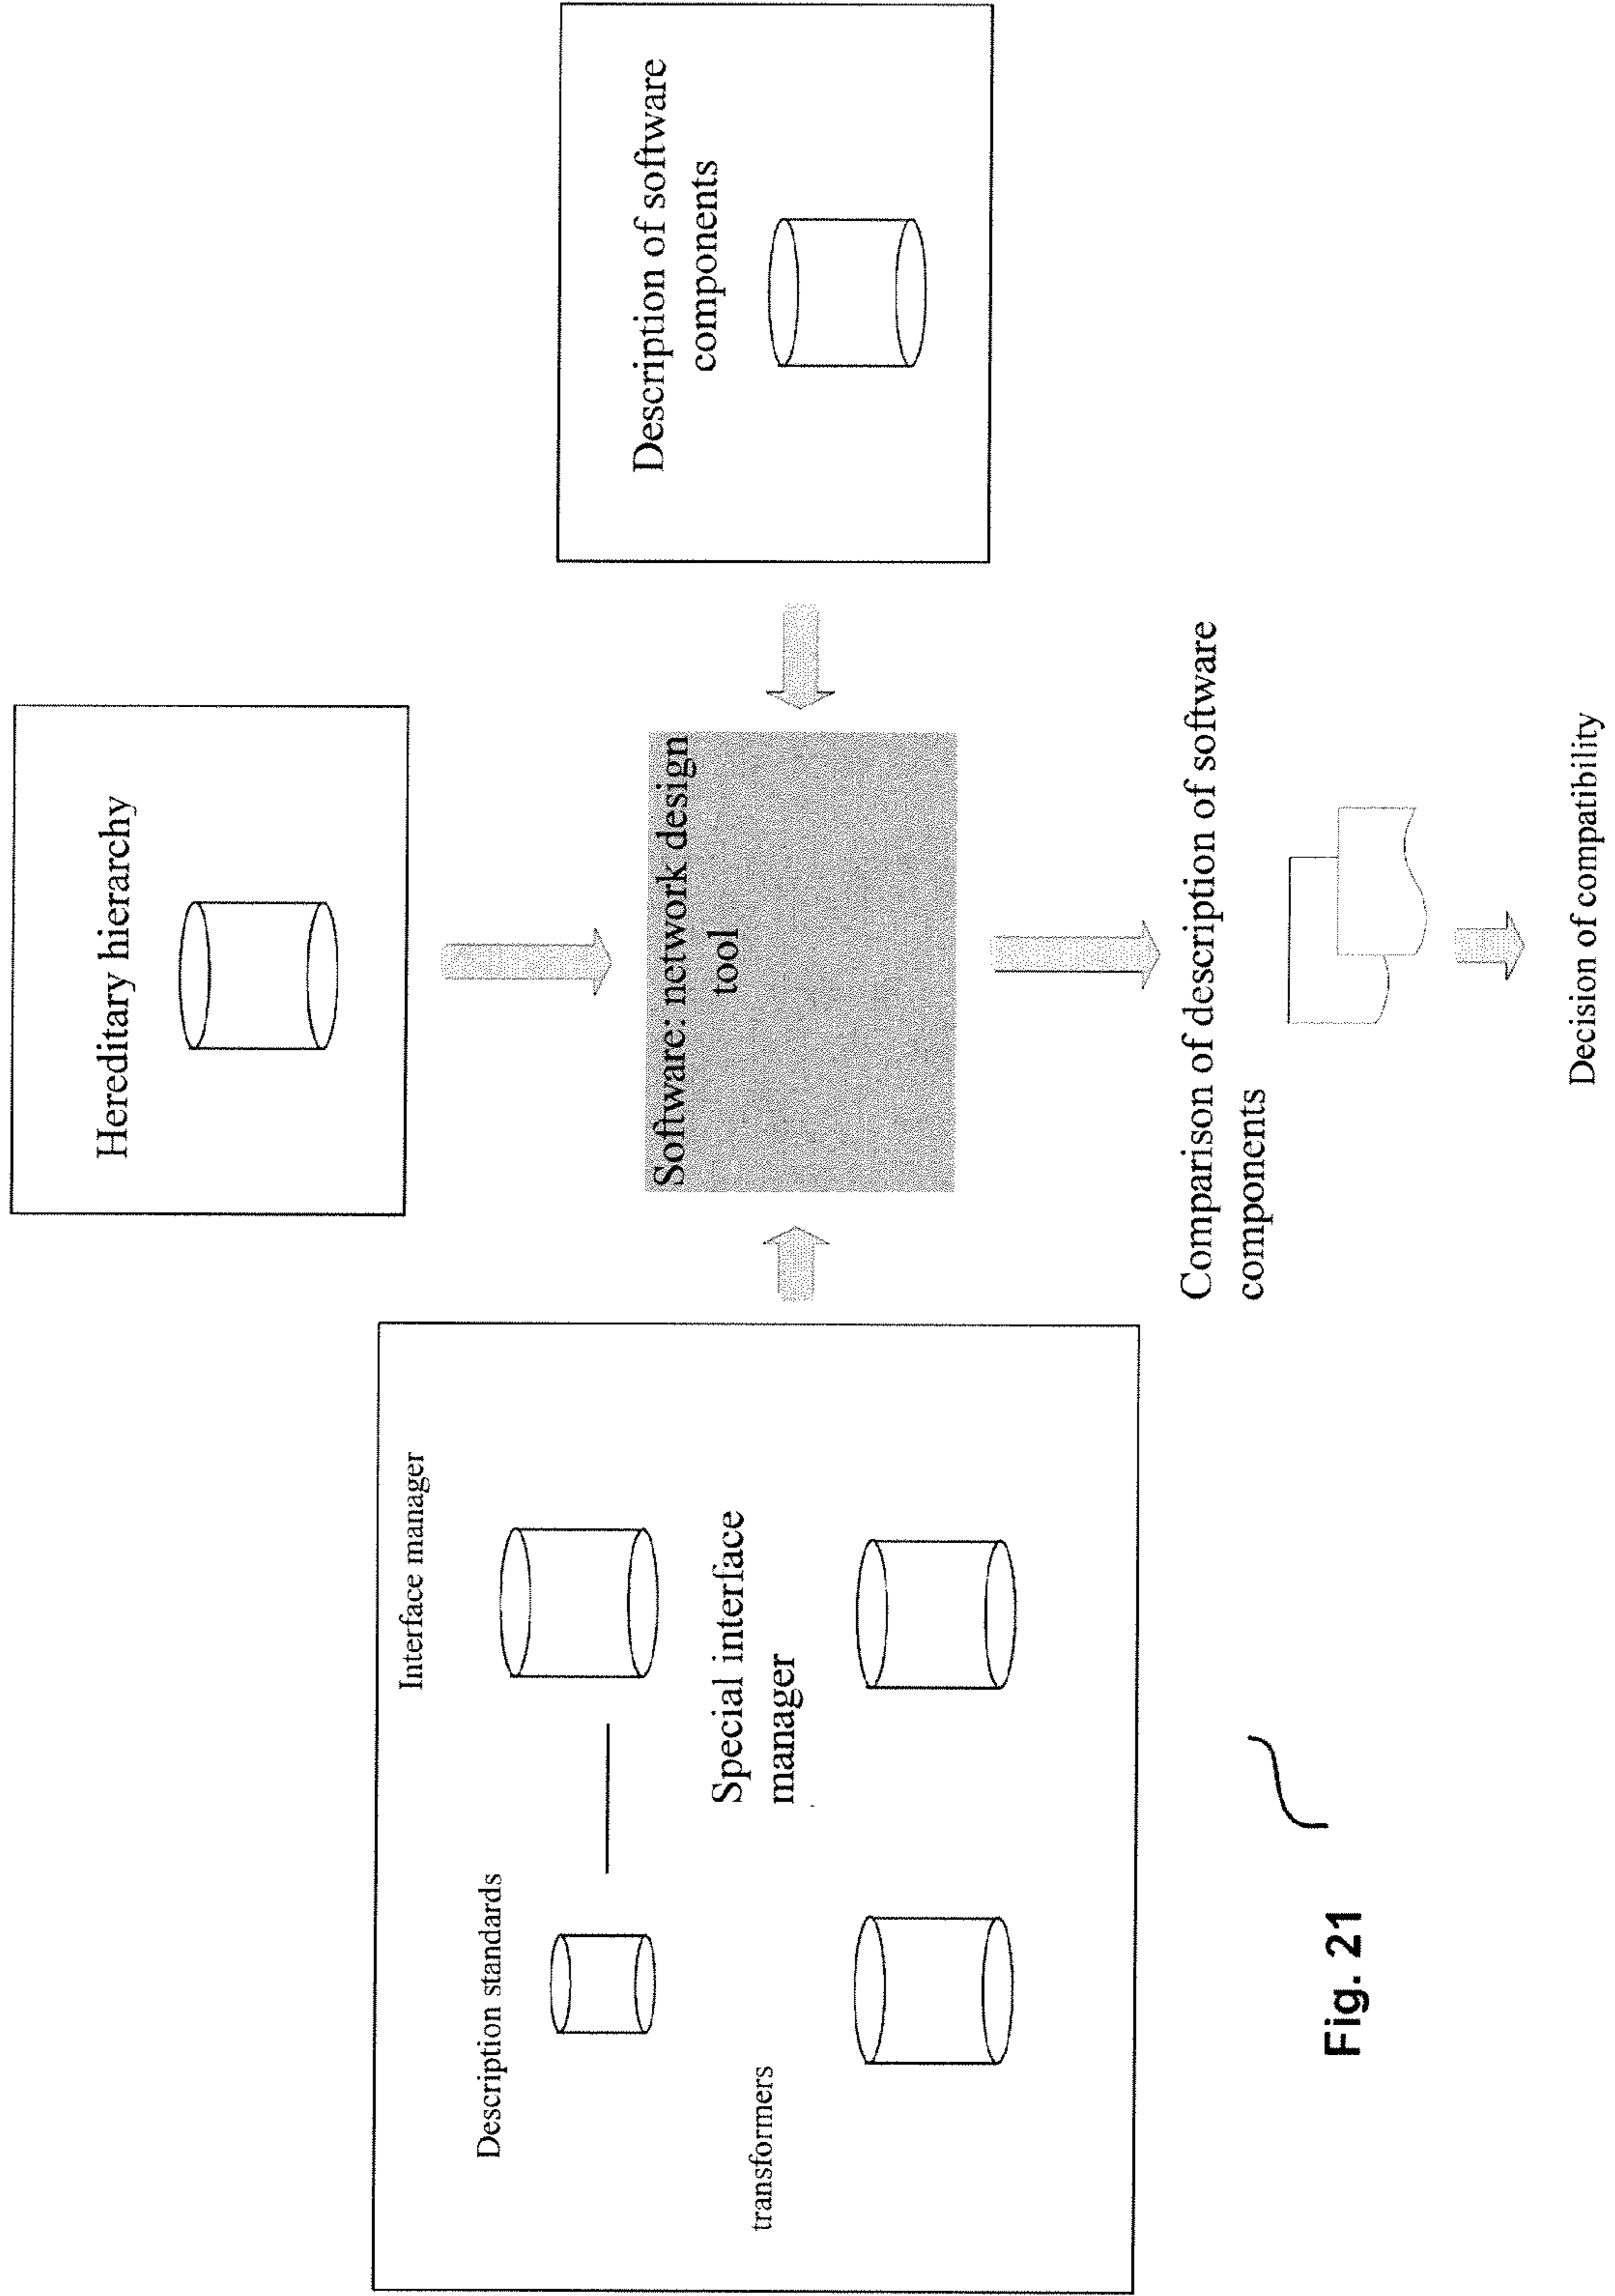 Hereditary hierarchy
Interface manager
Description standards
Special interface
manager
transformers
Software: network design
tool
Description of software
components
Comparison of description of software
components
Decision of compatibility
Fig. 21